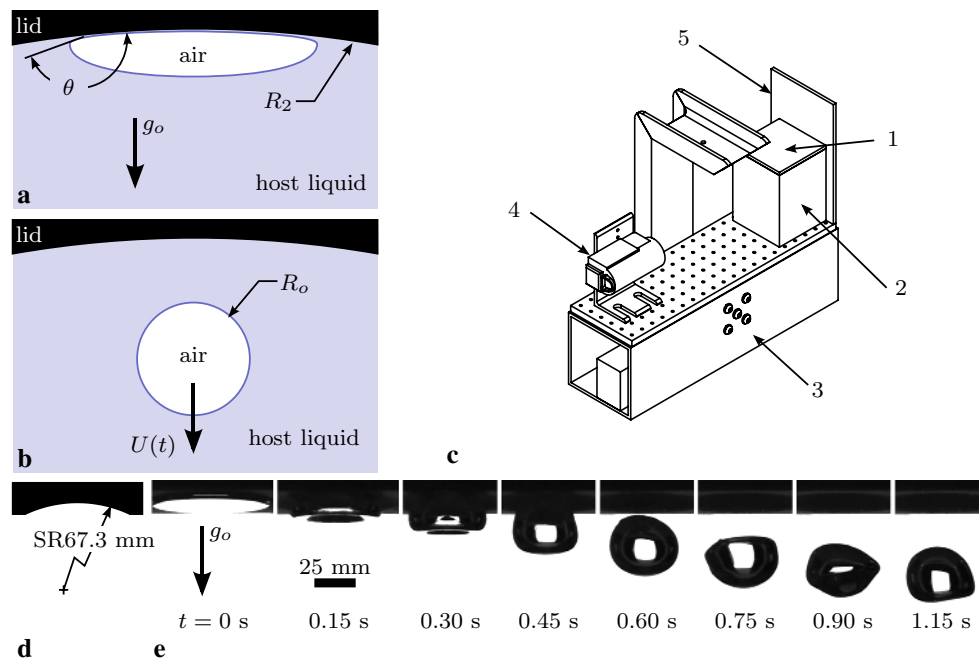 lid
air
θ
R₂
gₒ
host liquid
a
lid
Rₒ
air
U(t)
host liquid
b
5
1
4
2
3
c
SR67.3 mm
d
gₒ
25 mm
t = 0 s 0.15 s 0.30 s 0.45 s 0.60 s 0.75 s 0.90 s 1.15 s
e